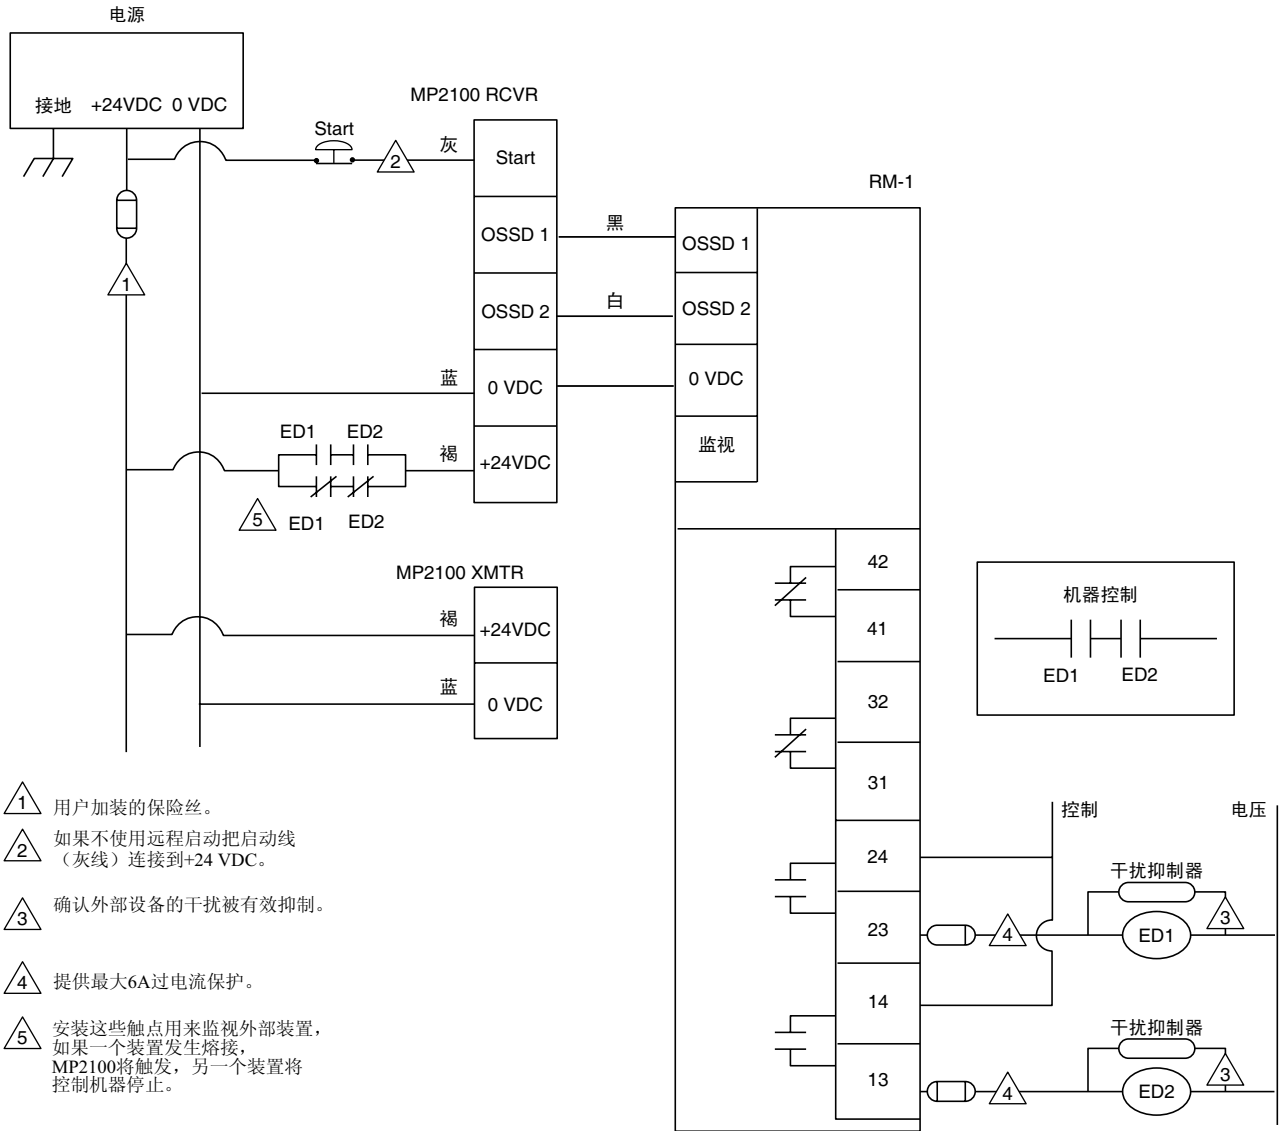 电源
接地 +24VDC 0 VDC
MP2100 RCVR
Start
灰
2
Start
RM-1
黑
OSSD 1
OSSD 1
1
白
OSSD 2
OSSD 2
蓝
0 VDC
0 VDC
ED1 ED2
褐
+24VDC
监视
5
ED1 ED2
MP2100 XMTR
褐
+24VDC
蓝
0 VDC
42
41
32
31
24
23
14
13
机器控制
ED1 ED2
控制
电压
干扰抑制器
3
4
ED1
干扰抑制器
3
4
ED2
1 用户加装的保险丝。
2 如果不使用远程启动把启动线
（灰线）连接到+24 VDC。
3 确认外部设备的干扰被有效抑制。
4 提供最大6A过电流保护。
5 安装这些触点用来监视外部装置，
如果一个装置发生熔接，
MP2100将触发，另一个装置将
控制机器停止。